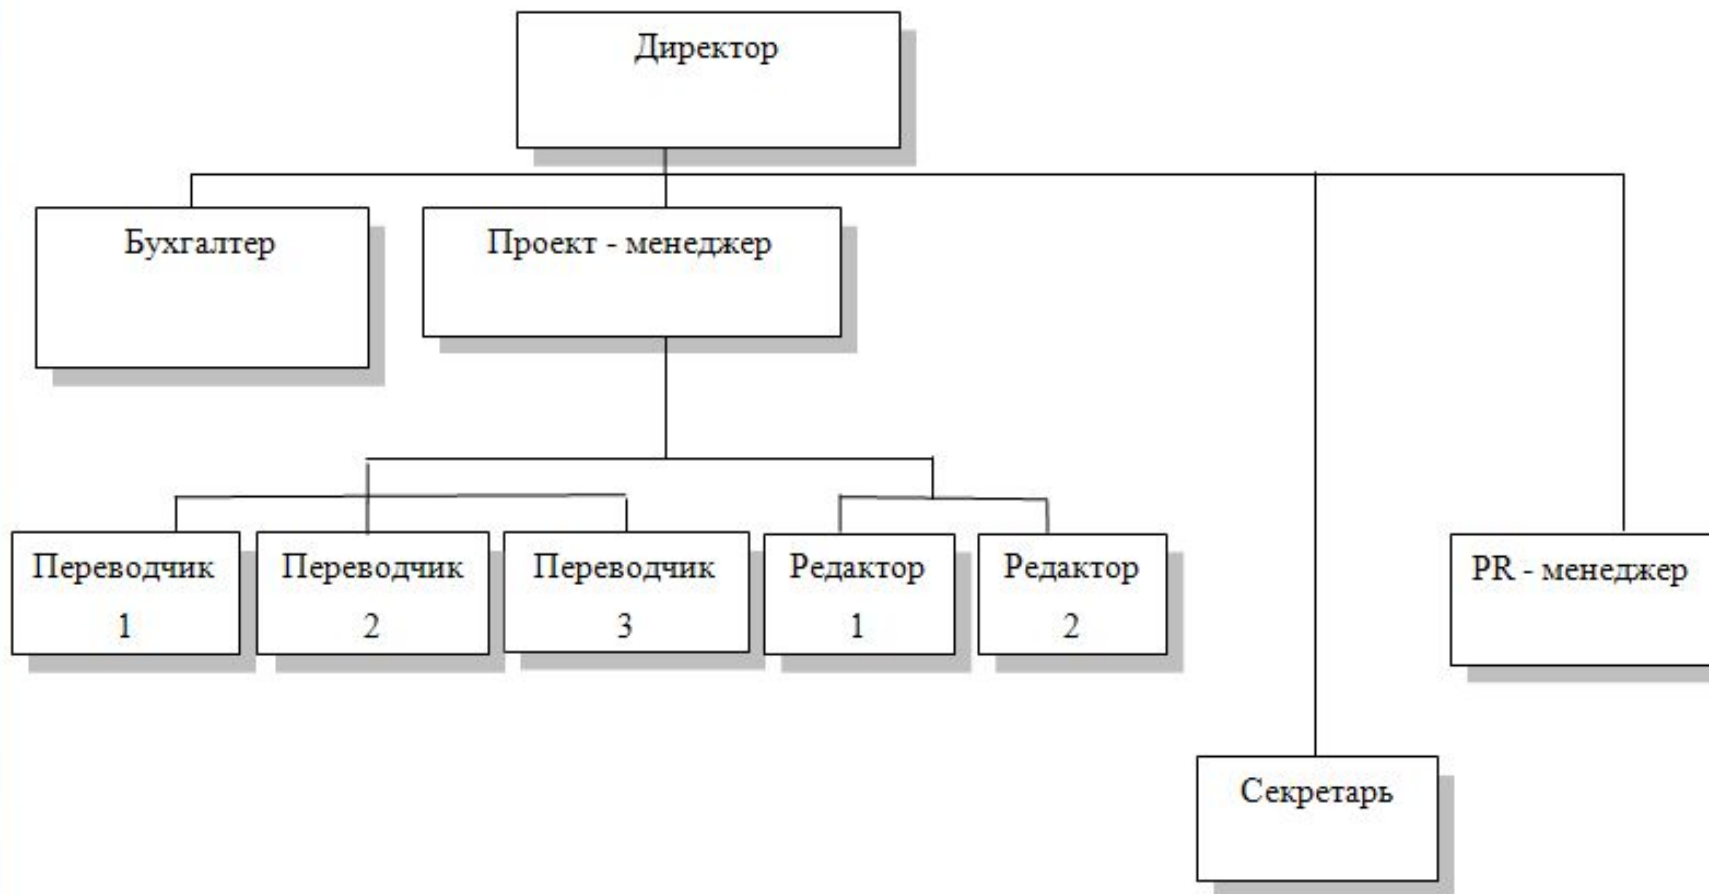 Директор
Бухгалтер
Проект - менеджер
Переводчик
1
Переводчик
2
Переводчик
3
Редактор
1
Редактор
2
PR - менеджер
Секретарь